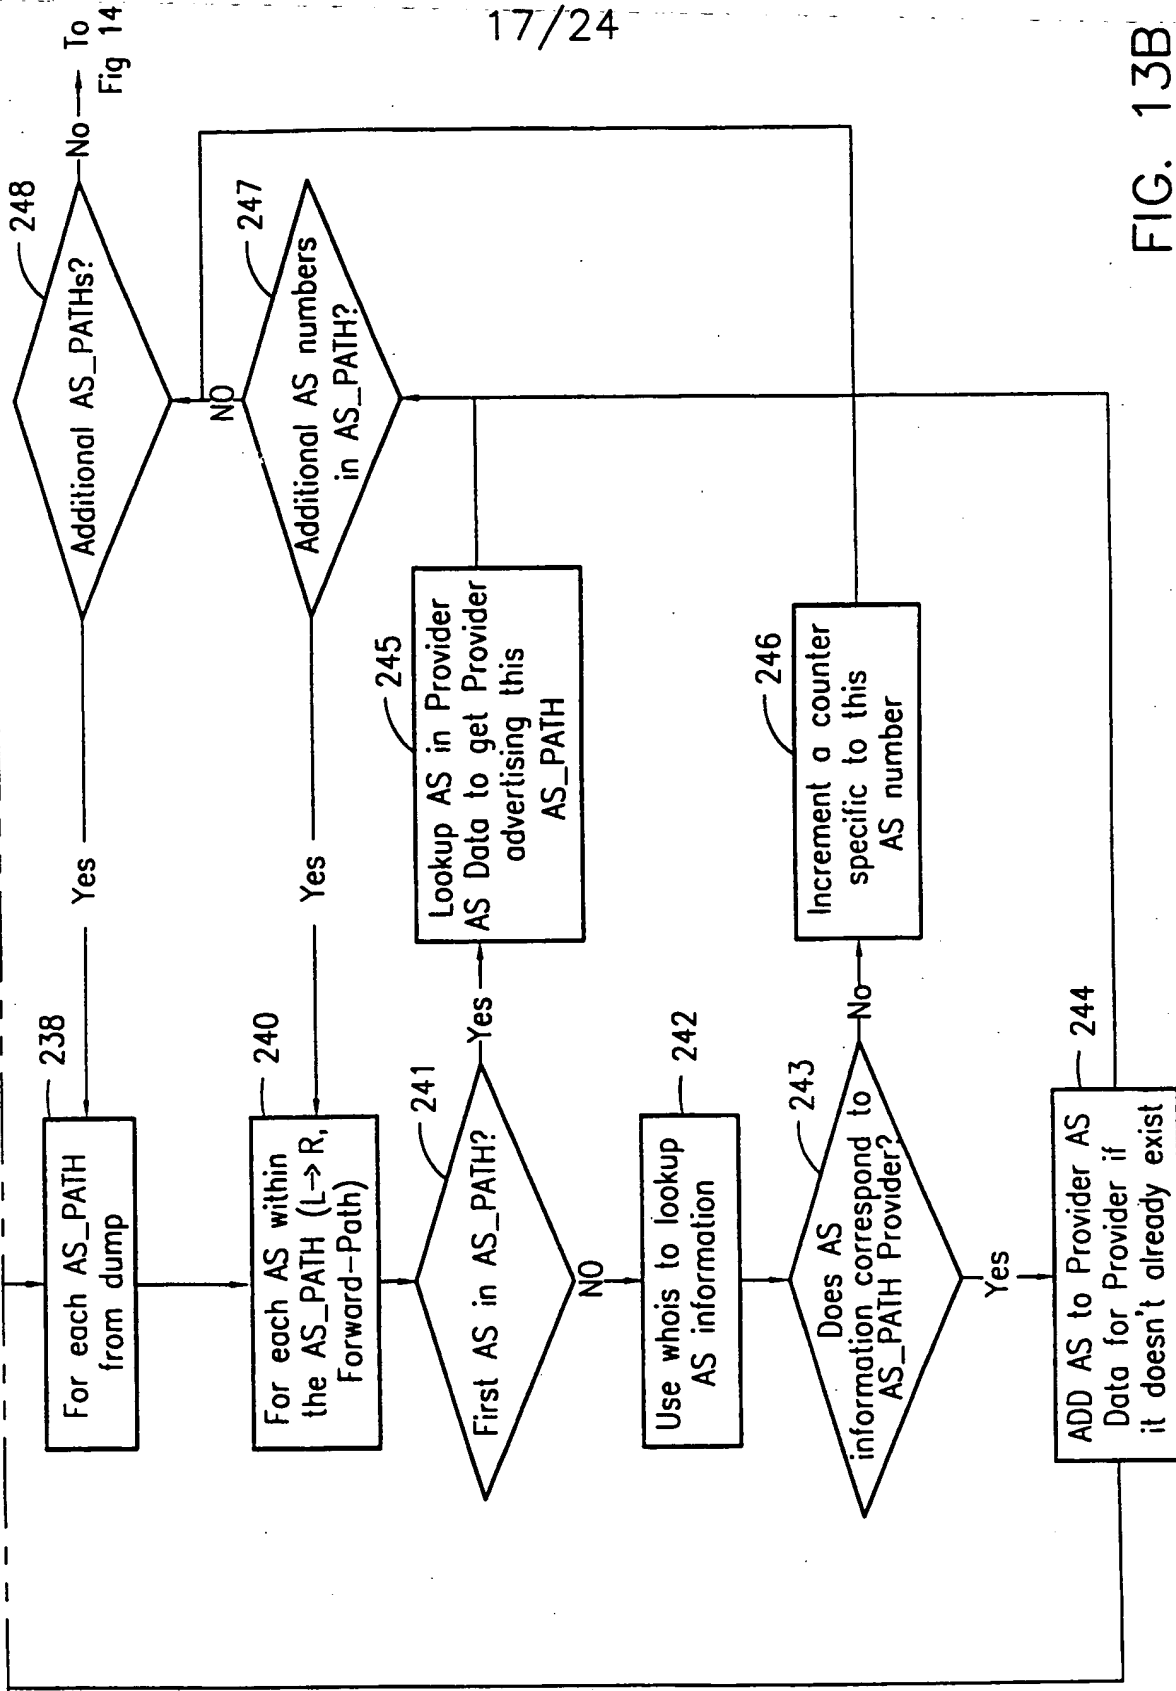 17/24
238
For each AS_PATH
from dump
Yes
248
Additional AS_PATHs?
No
To
Fig 14
240
For each AS within
the AS_PATH (L→R,
Forward-Path)
Yes
NO
247
Additional AS numbers
in AS_PATH?
241
First AS in AS_PATH?
Yes
245
Lookup AS in Provider
AS Data to get Provider
advertising this
AS_PATH
NO
242
Use whois to lookup
AS information
243
Does AS
information correspond to
AS_PATH Provider?
No
246
Increment a counter
specific to this
AS number
Yes
244
ADD AS to Provider AS
Data for Provider if
it doesn't already exist
FIG. 13B